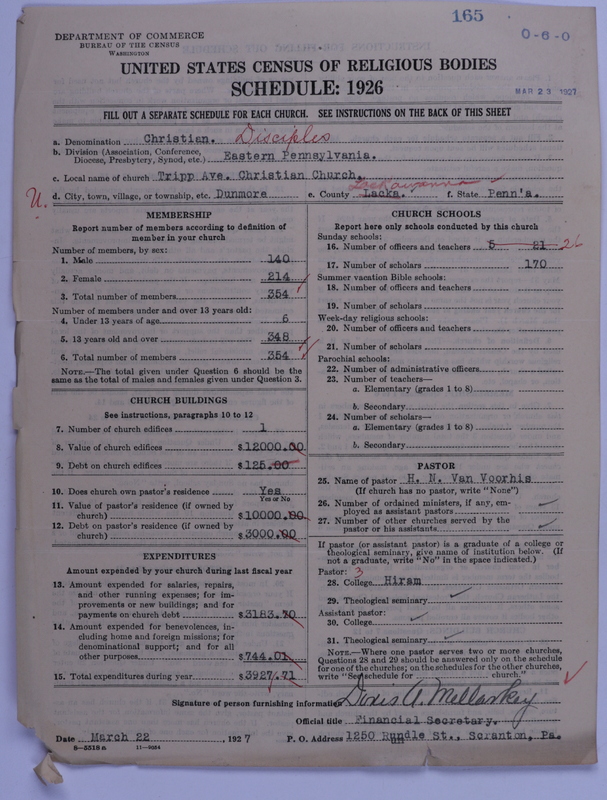 165
DEPARTMENT OF COMMERCE
BUREAU OF THE CENSUS
WASHINGTON
0-6-0
UNITED STATES CENSUS OF RELIGIOUS BODIES
SCHEDULE: 1926
MAR 23 1927
FILL OUT A SEPARATE SCHEDULE FOR EACH CHURCH. SEE INSTRUCTIONS ON THE BACK OF THIS SHEET
a. Denomination Christian. Disciples
b. Division (Association, Conference, Diocese, Presbytery, Synod, etc.) Eastern Pennsylvania.
c. Local name of church Tripp Ave. Christian Church.
Lackawanna
U. d. City, town, village, or township, etc. Dunmore e. County Lacka. f. State Penn'a.
MEMBERSHIP
Report number of members according to definition of member in your church
Number of members, by sex:
1. Male 140
2. Female 214
3. Total number of members 354
Number of members under and over 13 years old:
4. Under 13 years of age 6
5. 13 years old and over 348
6. Total number of members 354
NOTE.—The total given under Question 6 should be the same as the total of males and females given under Question 3.
CHURCH BUILDINGS
See instructions, paragraphs 10 to 12
7. Number of church edifices 1
8. Value of church edifices $12000.00
9. Debt on church edifices $125.00
10. Does church own pastor's residence Yes
Yes or No
11. Value of pastor's residence (if owned by church) $10000.00
12. Debt on pastor's residence (if owned by church) $3000.00
EXPENDITURES
Amount expended by your church during last fiscal year
13. Amount expended for salaries, repairs, and other running expenses; for improvements or new buildings; and for payments on church debt $3183.70
14. Amount expended for benevolences, including home and foreign missions; for denominational support; and for all other purposes $744.01
15. Total expenditures during year $3927.71
CHURCH SCHOOLS
Report here only schools conducted by this church
Sunday schools:
16. Number of officers and teachers 5 21 26
17. Number of scholars 170
Summer vacation Bible schools:
18. Number of officers and teachers
19. Number of scholars
Week-day religious schools:
20. Number of officers and teachers
21. Number of scholars
Parochial schools:
22. Number of administrative officers
23. Number of teachers—
a. Elementary (grades 1 to 8)
b. Secondary
24. Number of scholars—
a. Elementary (grades 1 to 8)
b. Secondary
PASTOR
25. Name of pastor H. N. Van Voorhis
(If church has no pastor, write "None")
26. Number of ordained ministers, if any, employed as assistant pastors
27. Number of other churches served by the pastor or his assistants
If pastor (or assistant pastor) is a graduate of a college or theological seminary, give name of institution below. (If not a graduate, write "No" in the space indicated.)
Pastor: 3
28. College Hiram
29. Theological seminary
Assistant pastor:
30. College
31. Theological seminary
NOTE.—Where one pastor serves two or more churches, Questions 28 and 29 should be answered only on the schedule for one of the churches; on the schedules for the other churches, write "See schedule for church."
Signature of person furnishing information
Official title Financial Secretary.
Date March 22, 1927 P. O. Address 1250 Rundle St., Scranton, Pa.